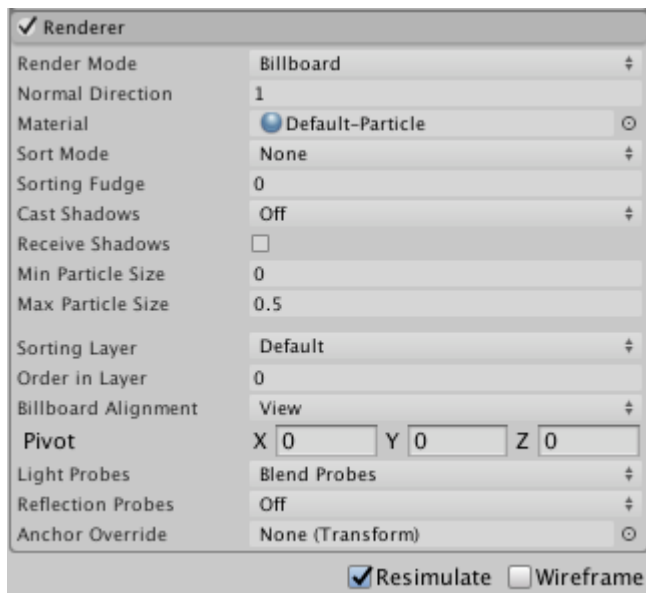 Renderer
Render Mode Billboard
Normal Direction 1
Material Default-Particle
Sort Mode None
Sorting Fudge 0
Cast Shadows Off
Receive Shadows
Min Particle Size 0
Max Particle Size 0.5
Sorting Layer Default
Order in Layer 0
Billboard Alignment View
Pivot X 0 Y 0 Z 0
Light Probes Blend Probes
Reflection Probes Off
Anchor Override None (Transform)
Resimulate Wireframe